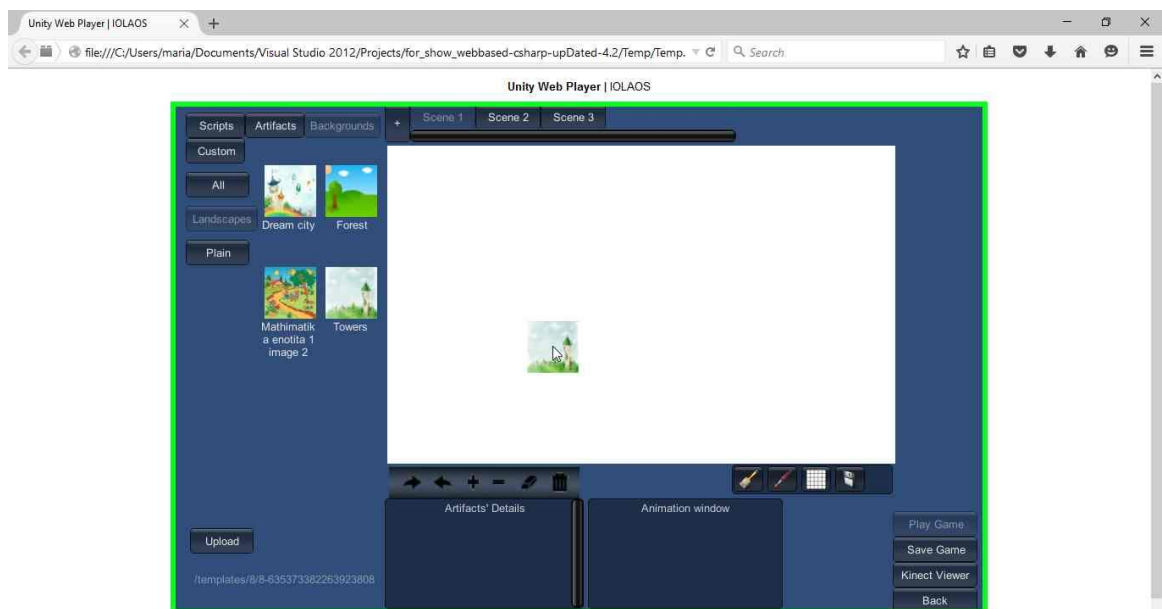 Unity Web Player | IOLAOS
file:///C:/Users/maria/Documents/Visual Studio 2012/Projects/for_show_webbased-csharp-upDated-4.2/Temp/Temp.
Search
Unity Web Player | IOLAOS
Scripts Artifacts Backgrounds + Scene 1 Scene 2 Scene 3
Custom
All
Landscapes
Dream city Forest
Plain
Mathimatik
a enotita 1
image 2
Towers
Artifacts' Details Animation window
Upload
/templates/8/8-635373382263923808
Play Game
Save Game
Kinect Viewer
Back